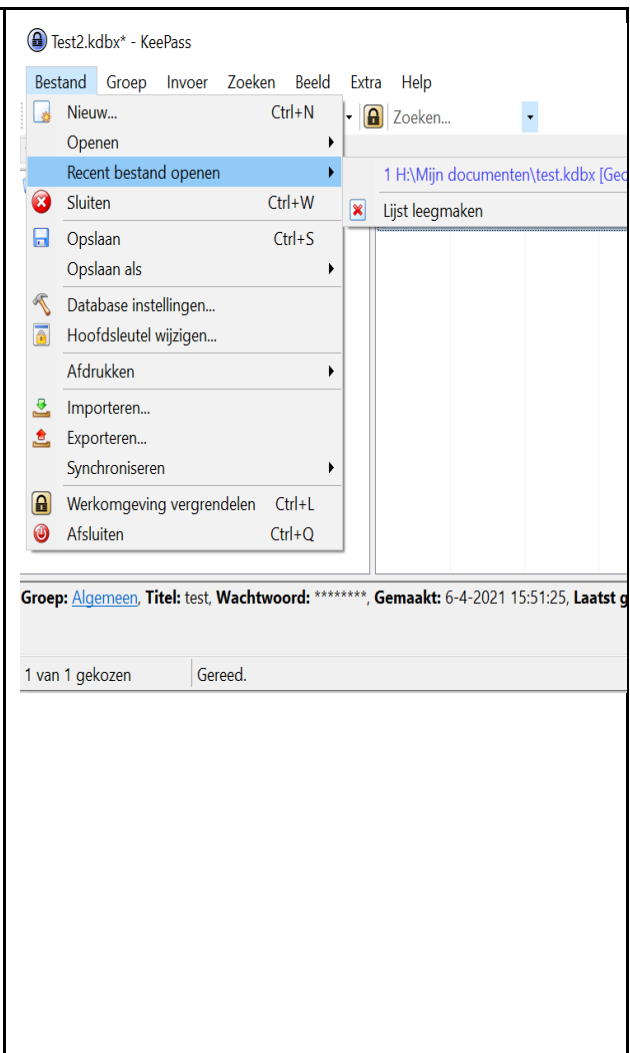 Test2.kdbx* - KeePass
Bestand Groep Invoer Zoeken Beeld Extra Help
Nieuw... Ctrl+N
Zoeken...
Openen
Recent bestand openen
1 H:\Mijn documenten\test.kdbx [Geo
Sluiten Ctrl+W
Lijst leegmaken
Opslaan Ctrl+S
Opslaan als
Database instellingen...
Hoofdsleutel wijzigen...
Afdrukken
Importeren...
Exporteren...
Synchroniseren
Werkomgeving vergrendelen Ctrl+L
Afsluiten Ctrl+Q
Groep: Algemeen, Titel: test, Wachtwoord: ********, Gemaakt: 6-4-2021 15:51:25, Laatst g
1 van 1 gekozen Gereed.